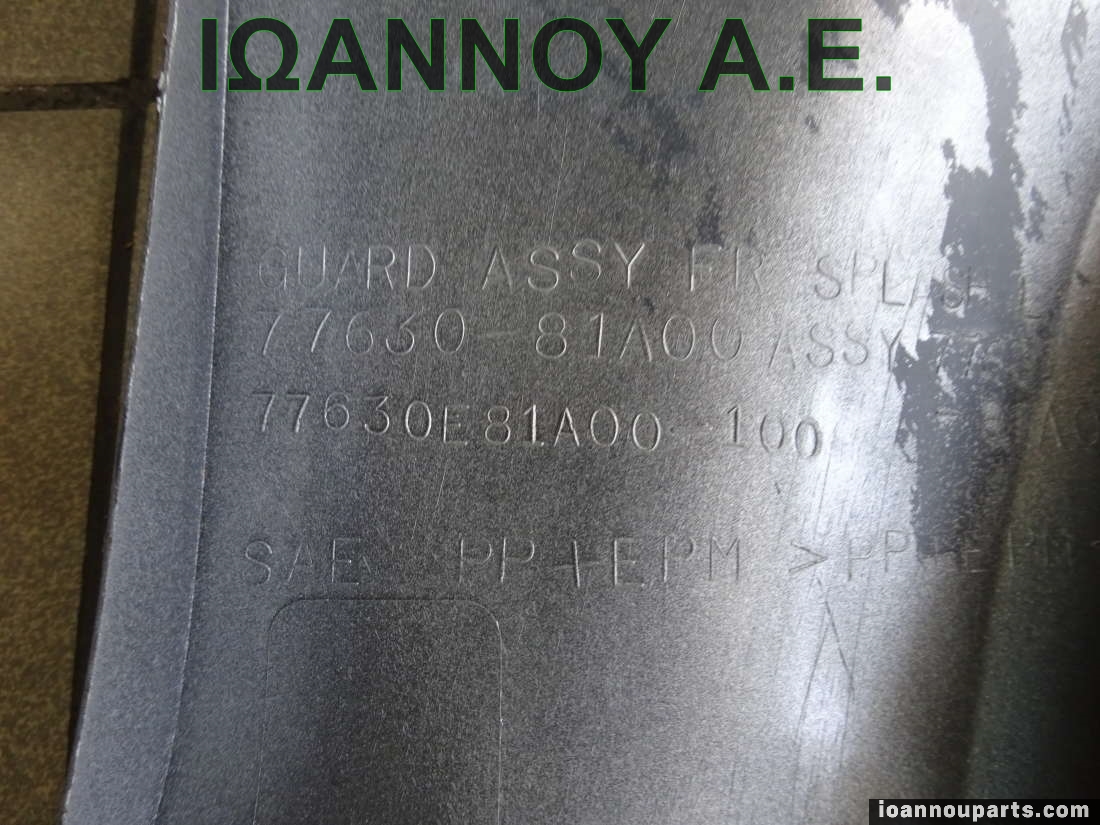 ΙΩΑΝΝΟΥ Α.Ε.
GUARD ASSY FR SPLASH L
77630-81A00 ASSY
77630E81A00-100
SAE PP+EPM >PP+EPM
ioannouparts.com